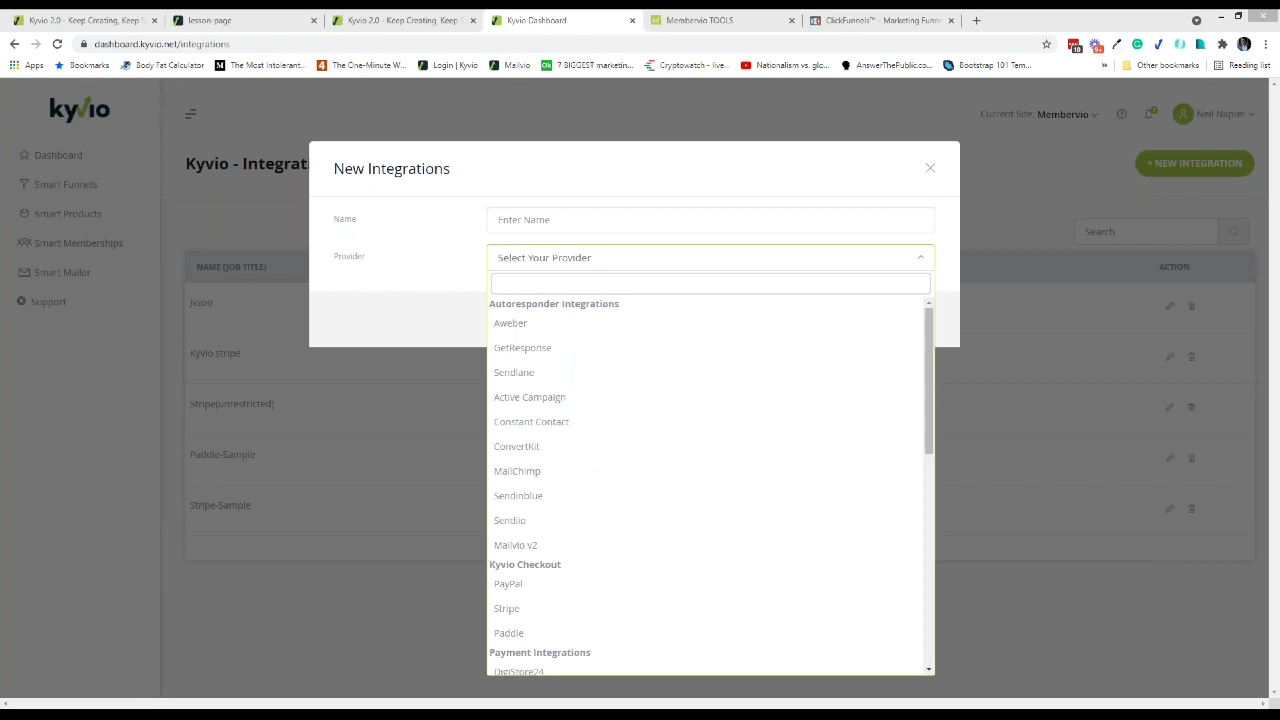 Kyvio 2.0 - Keep Creating, Keep S
lesson-page
Kyvio 2.0 - Keep Creating, Keep S
Kyvio Dashboard
Membervio TOOLS
ClickFunnels™ - Marketing Funne
dashboard.kyvio.net/integrations
10
9+
Apps
Bookmarks
Body Fat Calculator
The Most Intolerant...
The One-Minute W...
Login | Kyvio
Mailvio
7 BIGGEST marketin...
Cryptowatch - live...
Nationalism vs. glo...
AnswerThePublic.co...
Bootstrap 101 Tem...
»
Other bookmarks
Reading list
kyvio
Current Site: Membervio
Neil Napier
Dashboard
Smart Funnels
Smart Products
Smart Memberships
Smart Mailer
Support
Kyvio - Integrat
+ NEW INTEGRATION
Search
NAME (JOB TITLE)
ACTION
Jvzoo
Kyvio stripe
Stripe(unrestricted)
Paddle-Sample
Stripe-Sample
New Integrations
Name
Enter Name
Provider
Select Your Provider
Autoresponder Integrations
Aweber
GetResponse
Sendlane
Active Campaign
Constant Contact
ConvertKit
MailChimp
Sendinblue
Sendiio
Mailvio v2
Kyvio Checkout
PayPal
Stripe
Paddle
Payment Integrations
DigiStore24